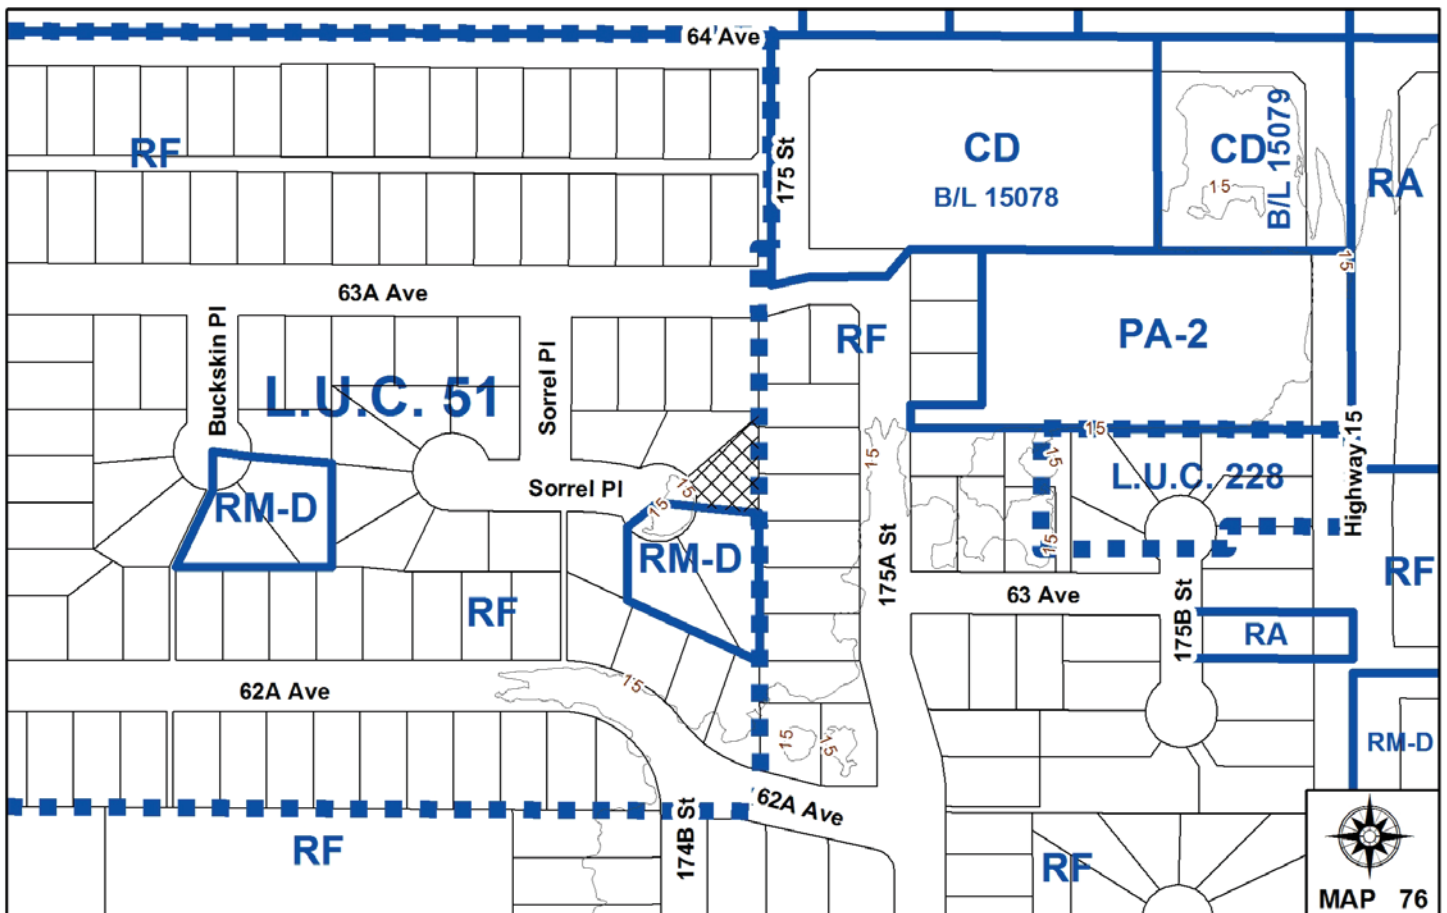 64 Ave
RF
175 St
CD
B/L 15078
CD
B/L 15079
15
RA
15
63A Ave
Buckskin Pl
L.U.C. 51
Sorrel Pl
RF
PA-2
15
15
15
L.U.C. 228
Highway 15
Sorrel Pl
15
15
RM-D
RM-D
175A St
15
RF
RF
63 Ave
175B St
RA
62A Ave
15
15
15
RM-D
62A Ave
174B St
RF
RF
MAP 76